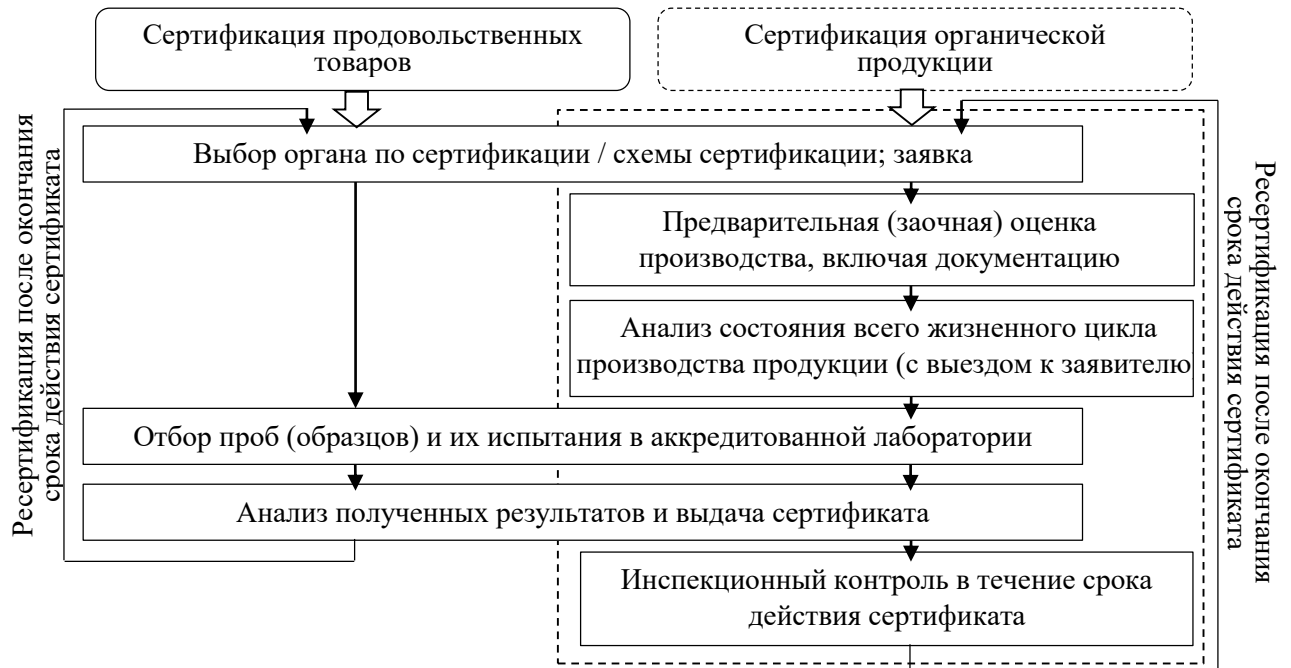 Сертификация продовольственных
товаров
Сертификация органической
продукции
Ресертификация после окончания
срока действия сертификата
Выбор органа по сертификации / схемы сертификации; заявка
Предварительная (заочная) оценка
производства, включая документацию
Анализ состояния всего жизненного цикла
производства продукции (с выездом к заявителю
Отбор проб (образцов) и их испытания в аккредитованной лаборатории
Анализ полученных результатов и выдача сертификата
Инспекционный контроль в течение срока
действия сертификата
Ресертификация после окончания
срока действия сертификата